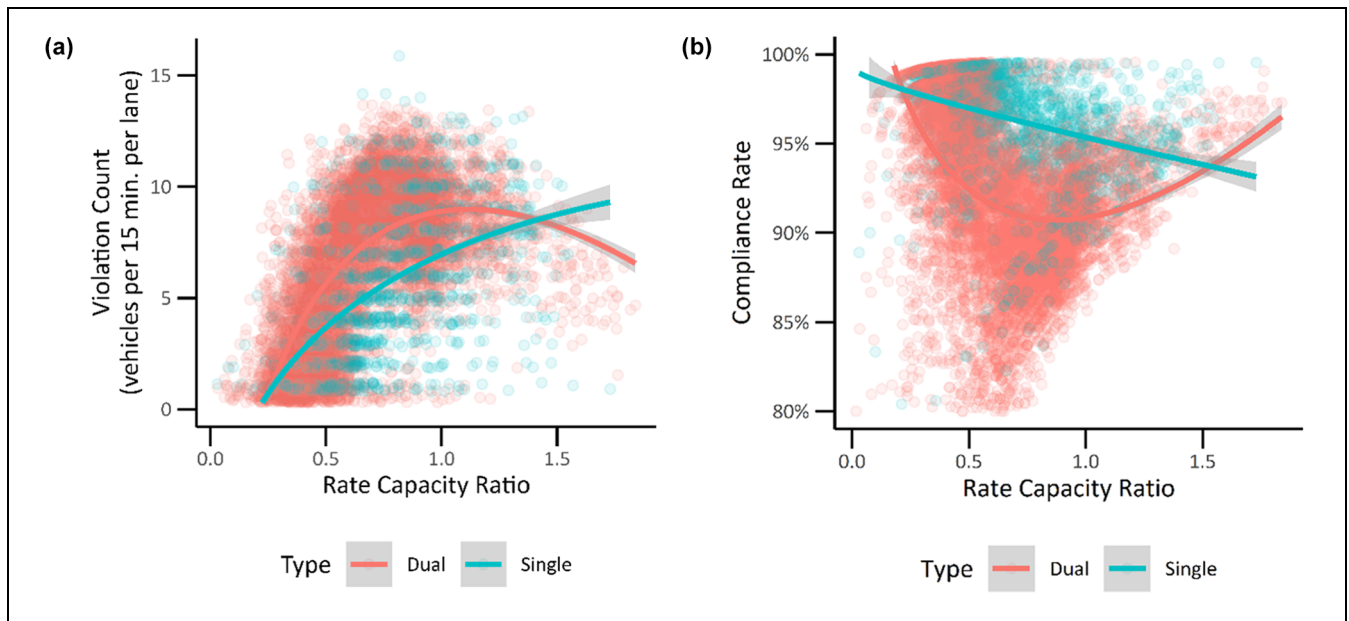 (a)
Violation Count
(vehicles per 15 min. per lane)
15
10
5
0
0.0 0.5 1.0 1.5
Rate Capacity Ratio
Type Dual Single
(b)
Compliance Rate
100%
95%
90%
85%
80%
0.0 0.5 1.0 1.5
Rate Capacity Ratio
Type Dual Single